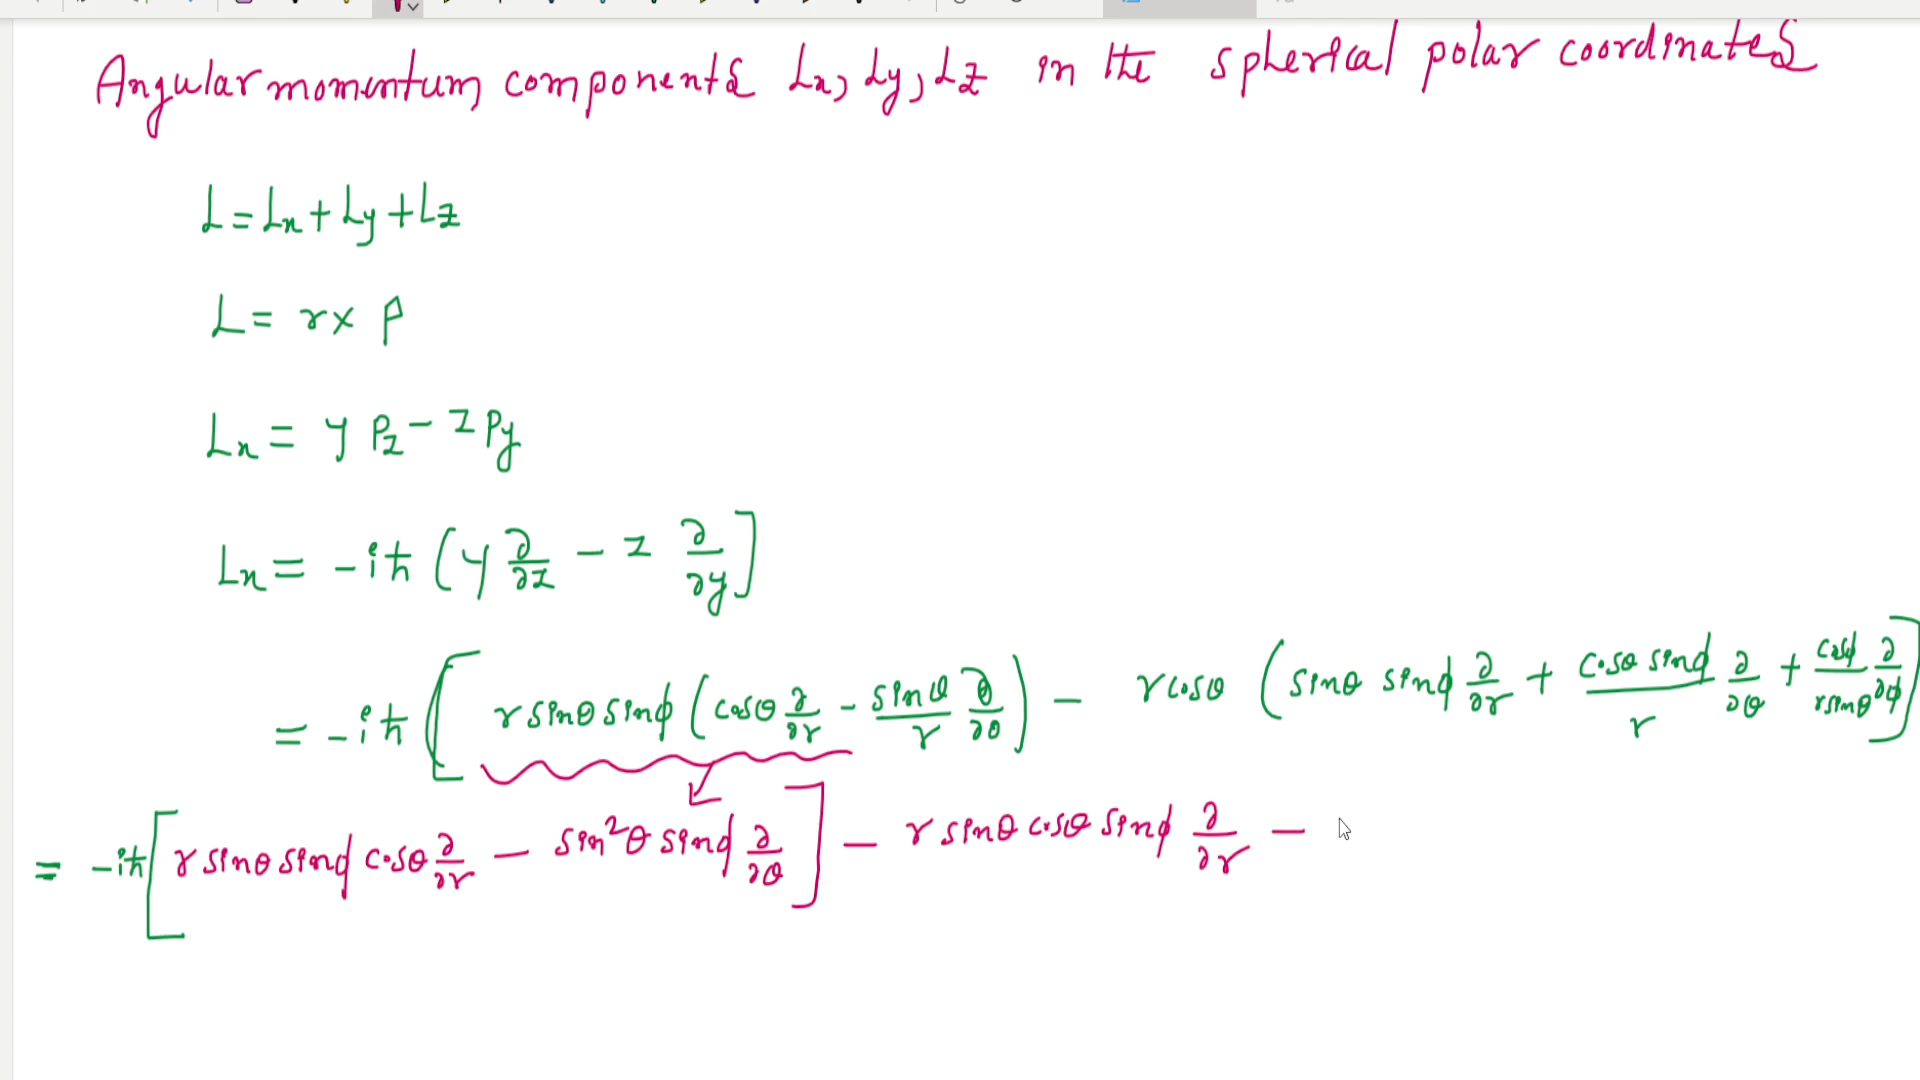 Angular momentum components Lx, Ly, Lz in the spherical polar coordinates
L = Lx + Ly + Lz
L = r x p
Lx = y Pz - z Py
Lx = -iħ ( y ∂/∂z - z ∂/∂y ]
= -iħ [ r sinθ sinϕ ( cosθ ∂/∂r - sinθ/r ∂/∂θ ) - r cosθ ( sinθ sinϕ ∂/∂r + cosθ sinϕ/r ∂/∂θ + cosϕ/r sinθ ∂/∂ϕ ]
= -iħ [ r sinθ sinϕ cosθ ∂/∂r - sin²θ sinϕ ∂/∂θ ] - r sinθ cosθ sinϕ ∂/∂r -